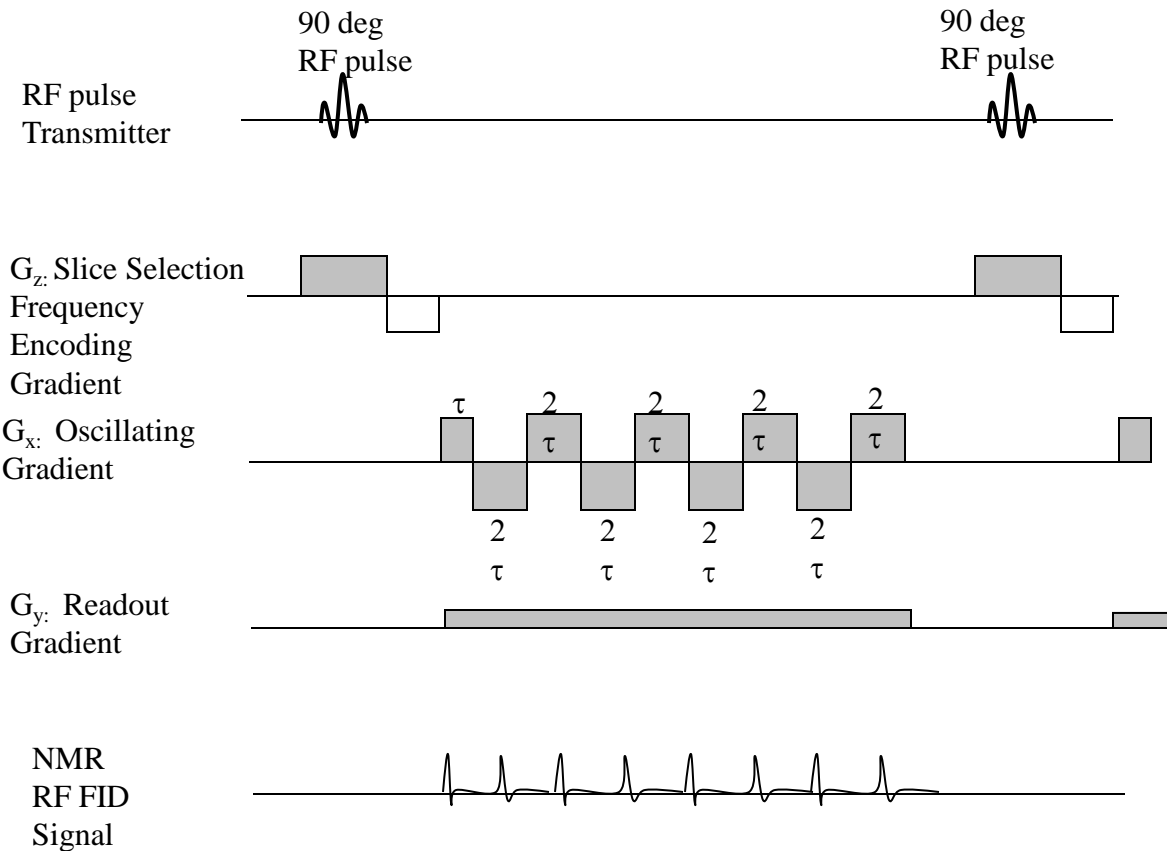 90 deg
RF pulse
90 deg
RF pulse
RF pulse
Transmitter
Gz: Slice Selection
Frequency
Encoding
Gradient
τ
2
τ
2
τ
2
τ
2
τ
Gx: Oscillating
Gradient
2
τ
2
τ
2
τ
2
τ
Gy: Readout
Gradient
NMR
RF FID
Signal